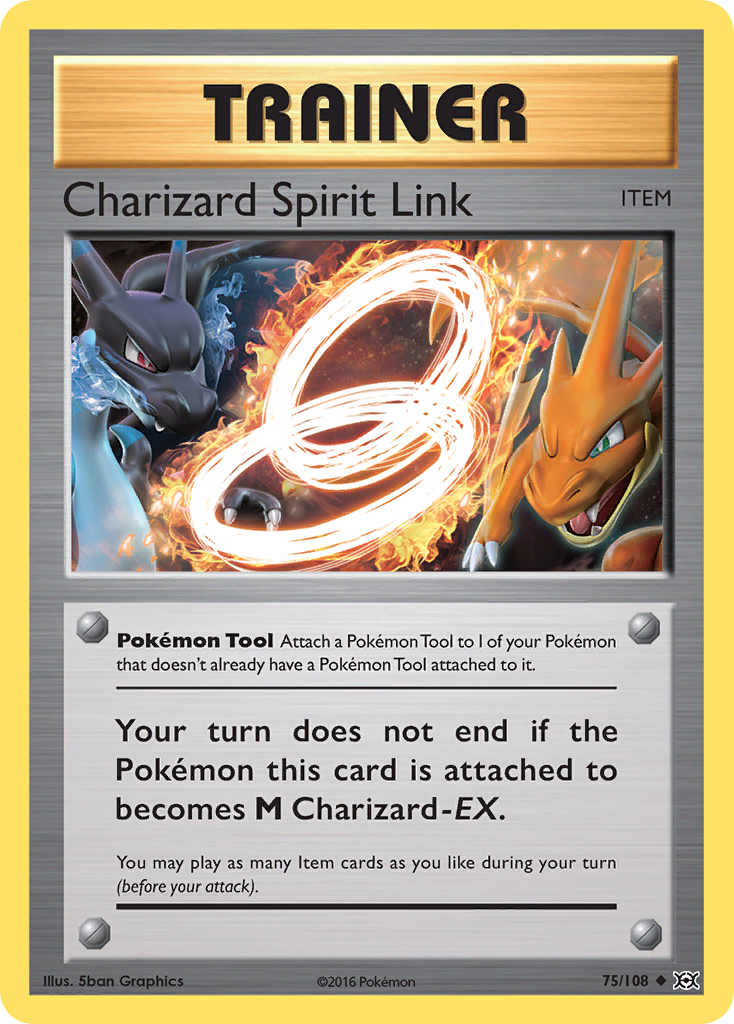 TRAINER
Charizard Spirit Link
ITEM
Pokémon Tool Attach a Pokémon Tool to 1 of your Pokémon
that doesn't already have a Pokémon Tool attached to it.
Your turn does not end if the
Pokémon this card is attached to
becomes M Charizard-EX.
You may play as many Item cards as you like during your turn
(before your attack).
Illus. 5ban Graphics
©2016 Pokémon
75/108